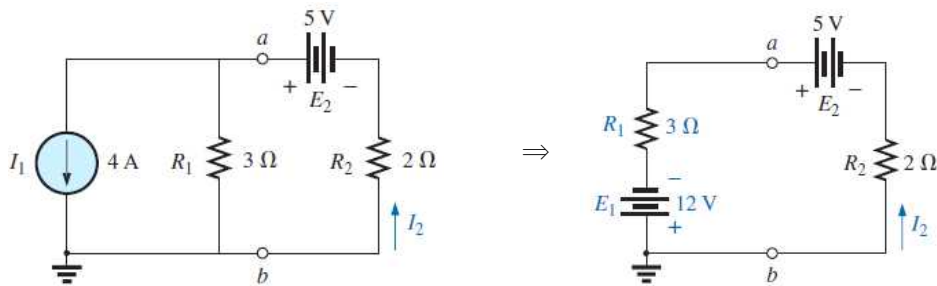 5 V
a
+ E₂ −
I₁ 4 A R₁ 3 Ω R₂ 2 Ω
I₂
b
⇒
5 V
a
+ E₂ −
R₁ 3 Ω
R₂ 2 Ω
−
E₁ 12 V
+
I₂
b